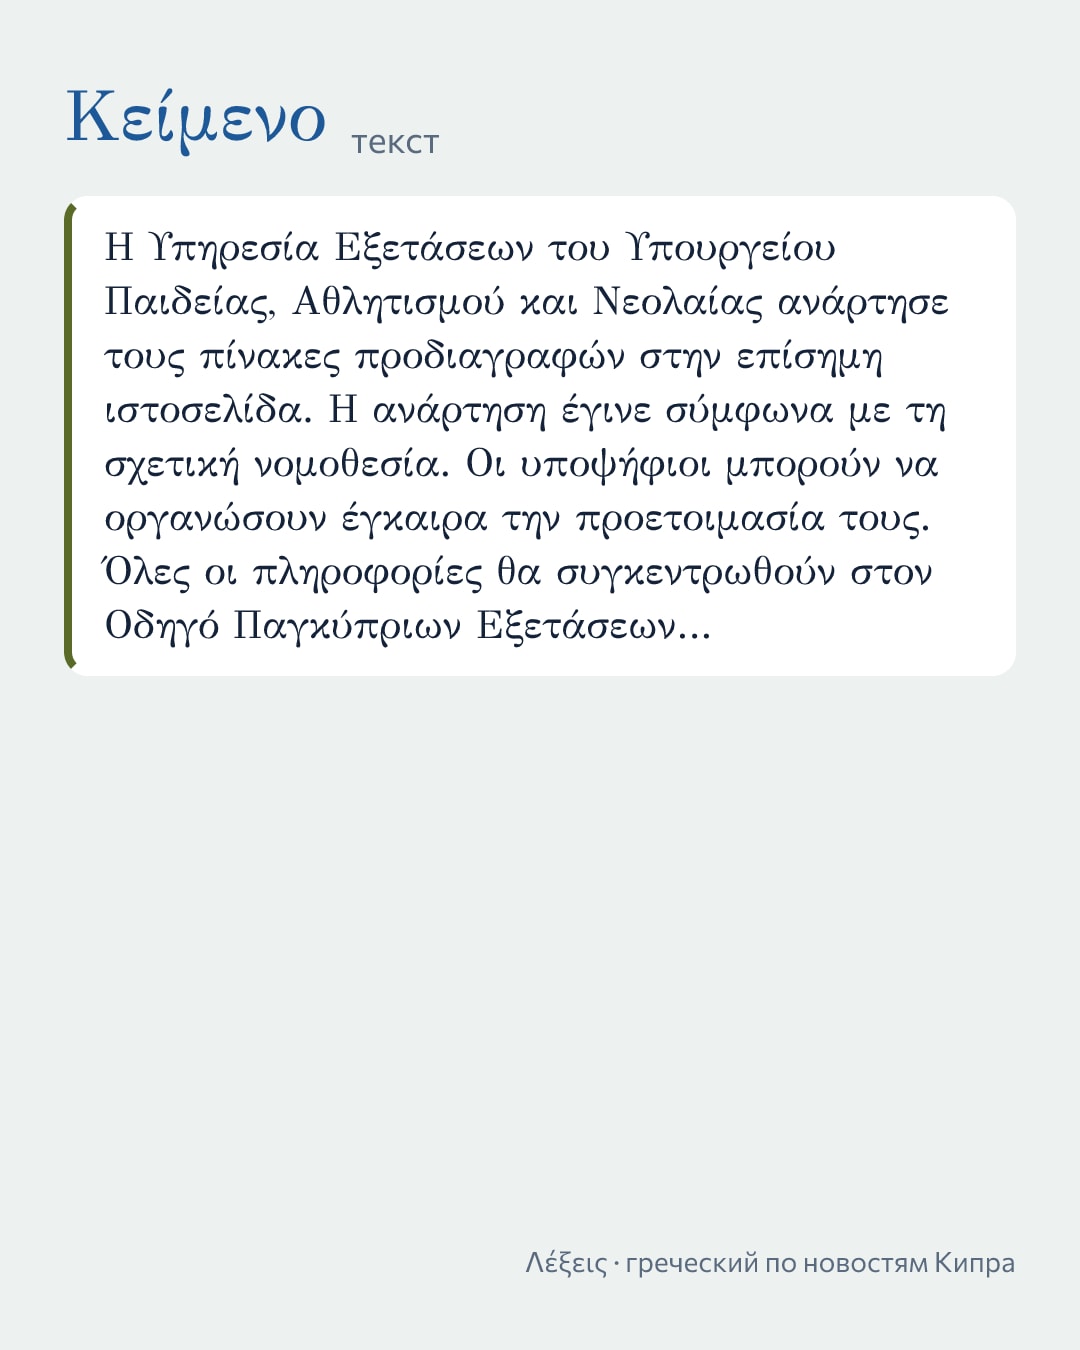 Κείμενο текст
Η Υπηρεσία Εξετάσεων του Υπουργείου
Παιδείας, Αθλητισμού και Νεολαίας ανάρτησε
τους πίνακες προδιαγραφών στην επίσημη
ιστοσελίδα. Η ανάρτηση έγινε σύμφωνα με τη
σχετική νομοθεσία. Οι υποψήφιοι μπορούν να
οργανώσουν έγκαιρα την προετοιμασία τους.
Όλες οι πληροφορίες θα συγκεντρωθούν στον
Οδηγό Παγκύπριων Εξετάσεων...
Λέξεις · греческий по новостям Кипра